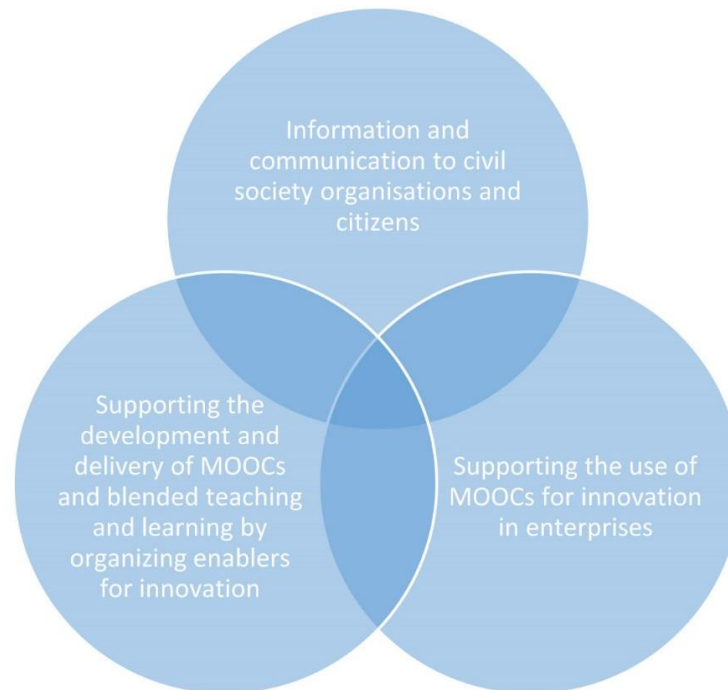 Information and
communication to civil
society organisations and
citizens
Supporting the
development and
delivery of MOOCs
and blended teaching
and learning by
organizing enablers
for innovation
Supporting the use of
MOOCs for innovation
in enterprises